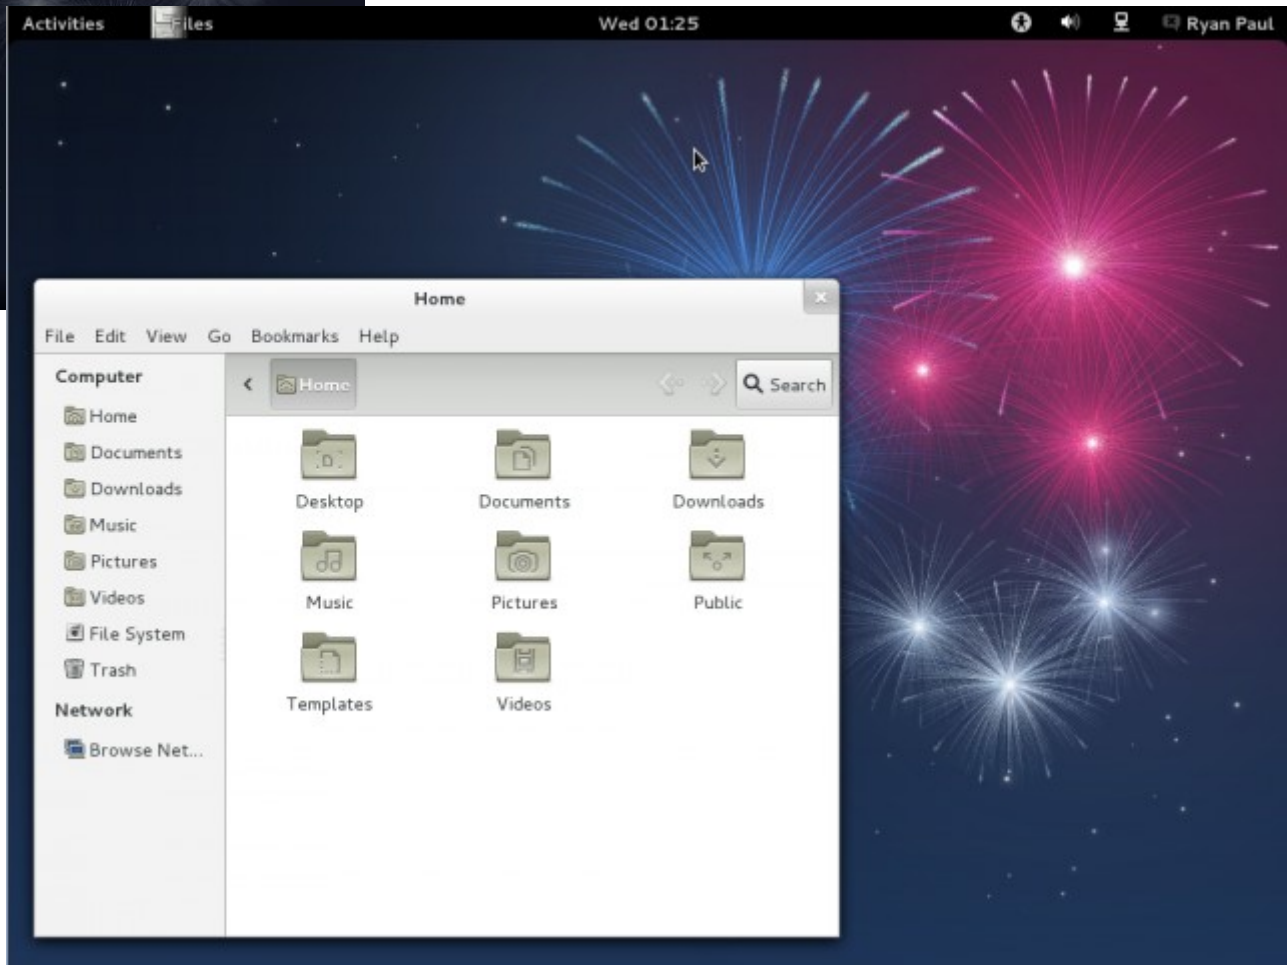 Activities Files Wed 01:25 Ryan Paul
Home
File Edit View Go Bookmarks Help
Computer
Home
Documents
Downloads
Music
Pictures
Videos
File System
Trash
Network
Browse Net...
Home Search
Desktop Documents Downloads
Music Pictures Public
Templates Videos